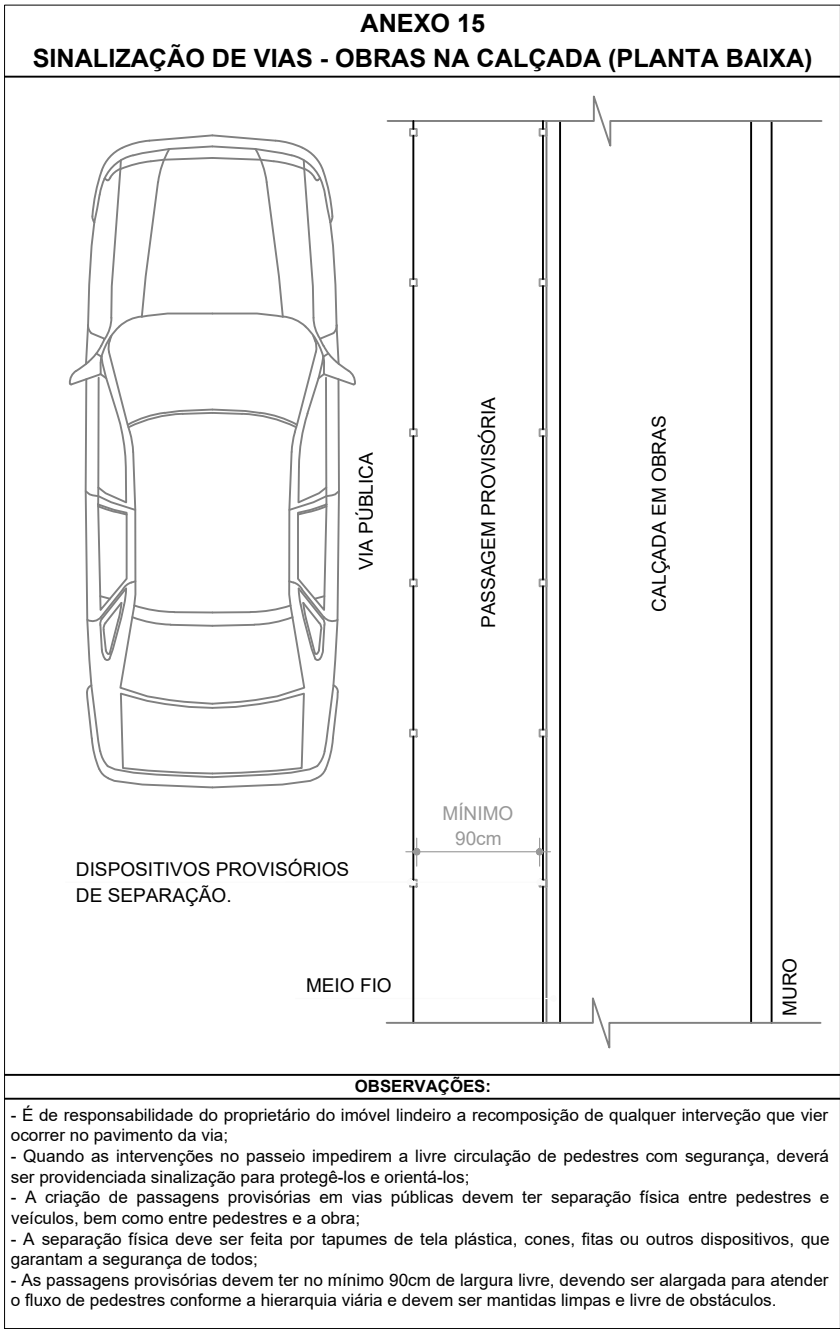 ANEXO 15
SINALIZAÇÃO DE VIAS - OBRAS NA CALÇADA (PLANTA BAIXA)
VIA PÚBLICA
PASSAGEM PROVISÓRIA
CALÇADA EM OBRAS
MÍNIMO
90cm
DISPOSITIVOS PROVISÓRIOS
DE SEPARAÇÃO.
MEIO FIO
MURO
OBSERVAÇÕES:
- É de responsabilidade do proprietário do imóvel lindeiro a recomposição de qualquer interveção que vier
ocorrer no pavimento da via;
- Quando as intervenções no passeio impedirem a livre circulação de pedestres com segurança, deverá
ser providenciada sinalização para protegê-los e orientá-los;
- A criação de passagens provisórias em vias públicas devem ter separação física entre pedestres e
veículos, bem como entre pedestres e a obra;
- A separação física deve ser feita por tapumes de tela plástica, cones, fitas ou outros dispositivos, que
garantam a segurança de todos;
- As passagens provisórias devem ter no mínimo 90cm de largura livre, devendo ser alargada para atender
o fluxo de pedestres conforme a hierarquia viária e devem ser mantidas limpas e livre de obstáculos.